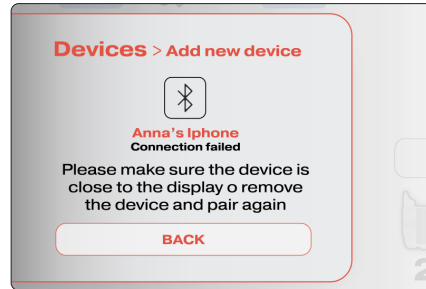 Devices > Add new device
Anna's Iphone
Connection failed
Please make sure the device is
close to the display o remove
the device and pair again
BACK
2